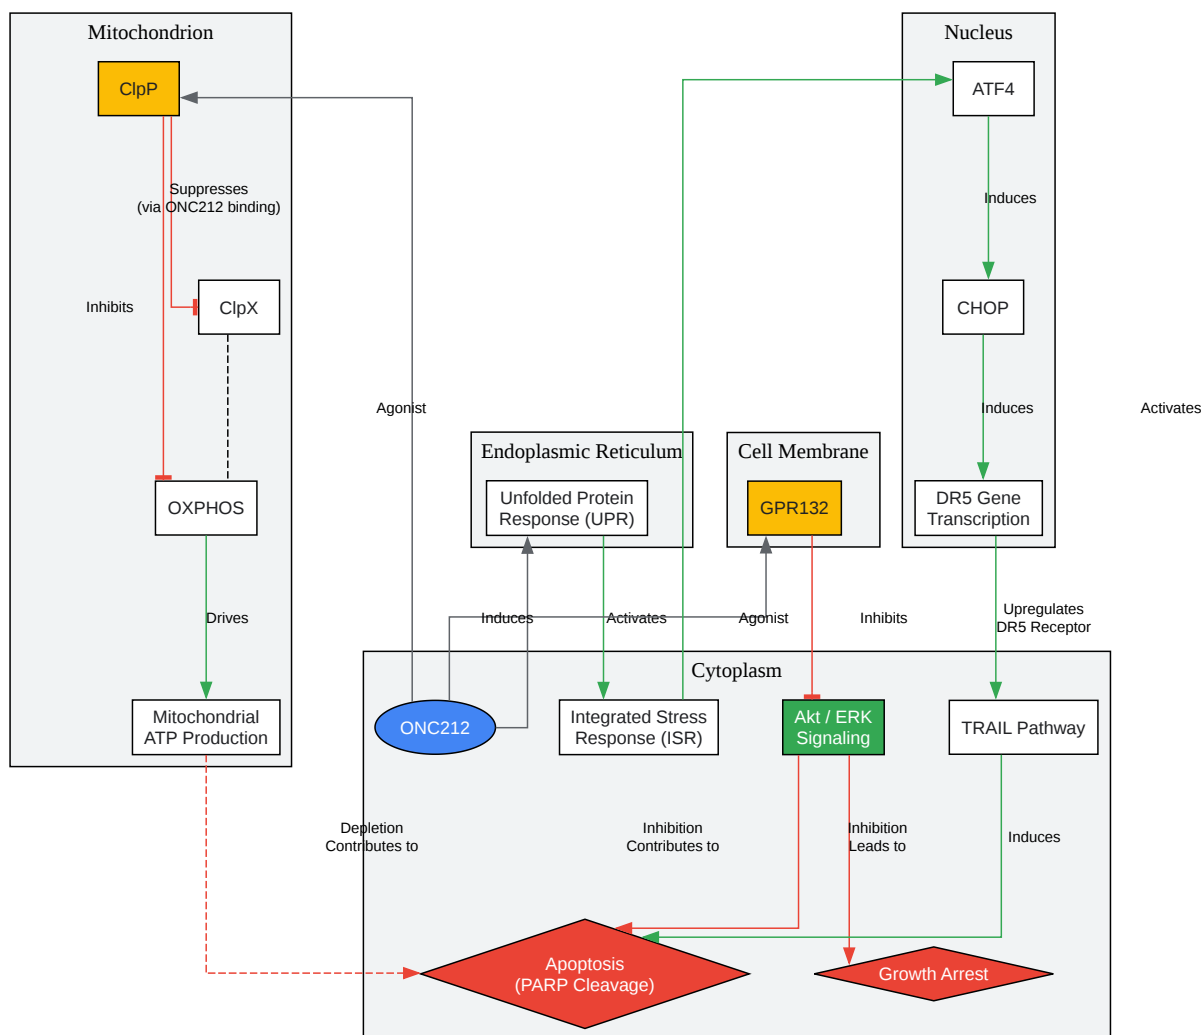 Mitochondrion
Nucleus
ClpP
ATF4
Suppresses
(via ONC212 binding)
Induces
Inhibits
ClpX
CHOP
Agonist
Induces
Activates
Endoplasmic Reticulum
Cell Membrane
OXPHOS
Unfolded Protein
Response (UPR)
GPR132
DR5 Gene
Transcription
Drives
Induces
Activates
Agonist
Inhibits
Upregulates
DR5 Receptor
Cytoplasm
Mitochondrial
ATP Production
ONC212
Integrated Stress
Response (ISR)
Akt / ERK
Signaling
TRAIL Pathway
Depletion
Contributes to
Inhibition
Contributes to
Inhibition
Leads to
Induces
Apoptosis
(PARP Cleavage)
Growth Arrest